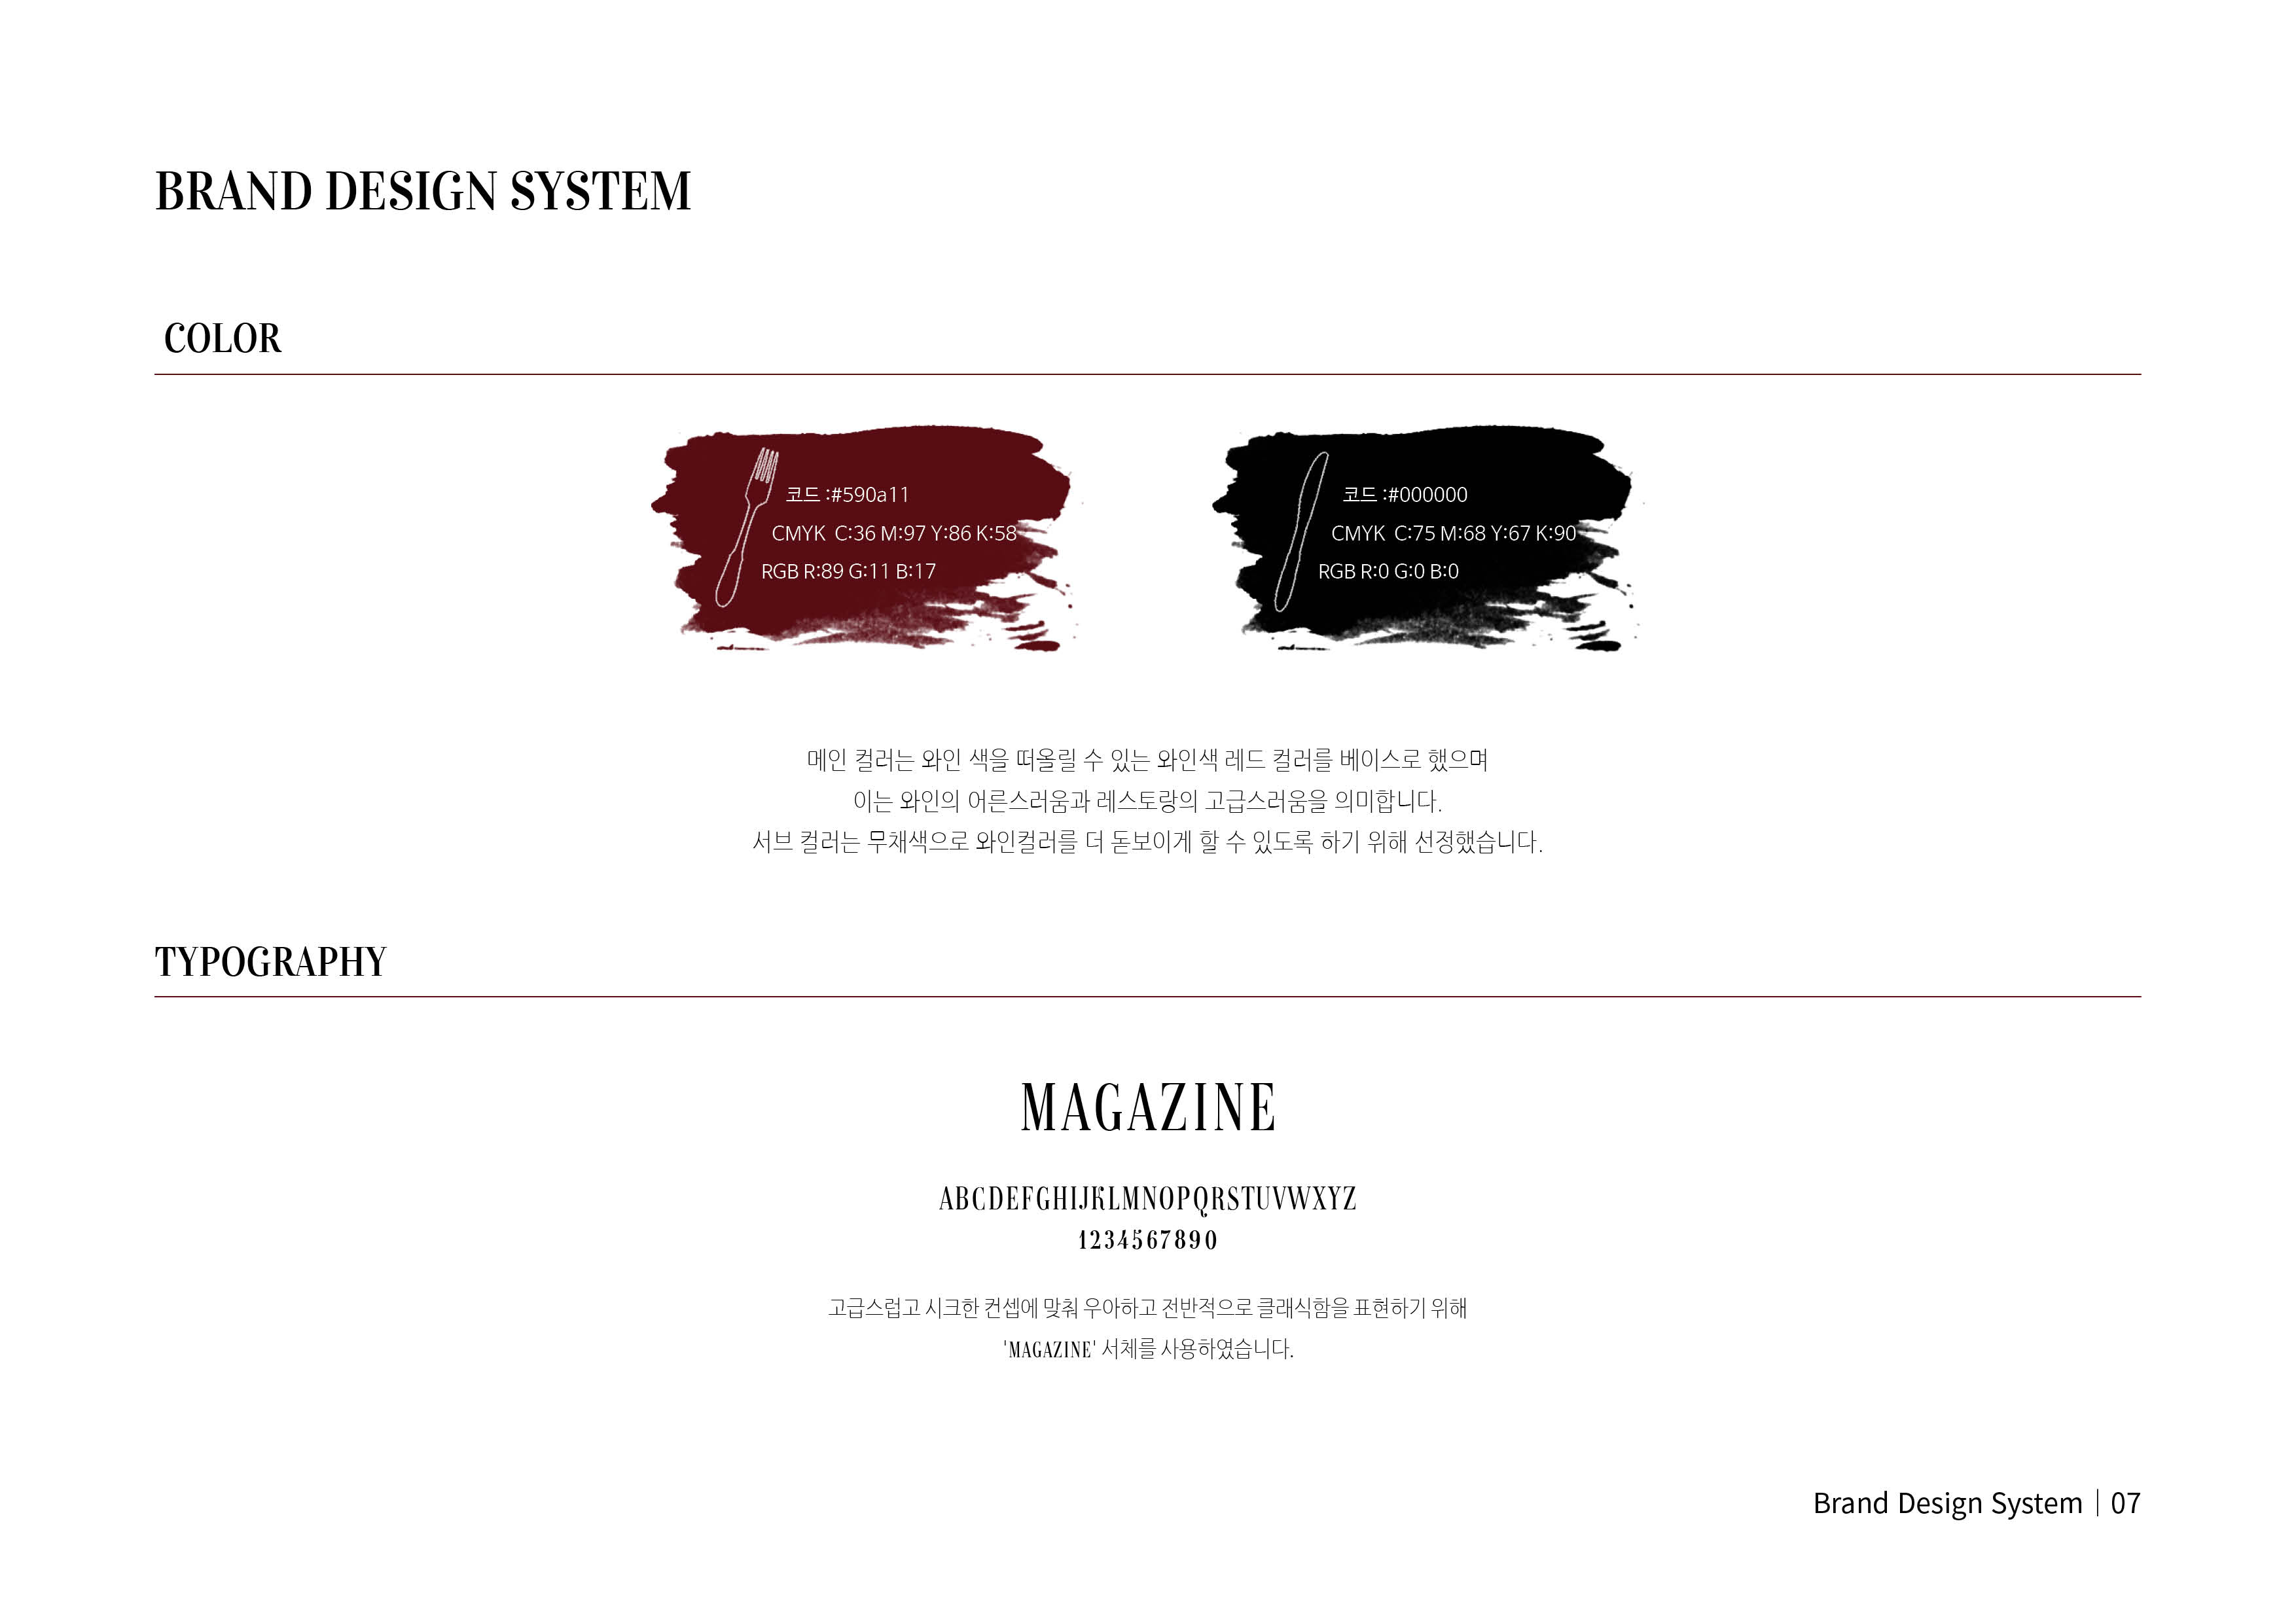 BRAND DESIGN SYSTEM
COLOR
코드 :#590a11
CMYK  C:36 M:97 Y:86 K:58
RGB R:89 G:11 B:17
코드 :#000000
CMYK  C:75 M:68 Y:67 K:90
RGB R:0 G:0 B:0
메인 컬러는 와인 색을 떠올릴 수 있는 와인색 레드 컬러를 베이스로 했으며
이는 와인의 어른스러움과 레스토랑의 고급스러움을 의미합니다.
서브 컬러는 무채색으로 와인컬러를 더 돋보이게 할 수 있도록 하기 위해 선정했습니다.
TYPOGRAPHY
MAGAZINE
ABCDEFGHIJKLMNOPQRSTUVWXYZ
1234567890
고급스럽고 시크한 컨셉에 맞춰 우아하고 전반적으로 클래식함을 표현하기 위해
'MAGAZINE' 서체를 사용하였습니다.
Brand Design System | 07